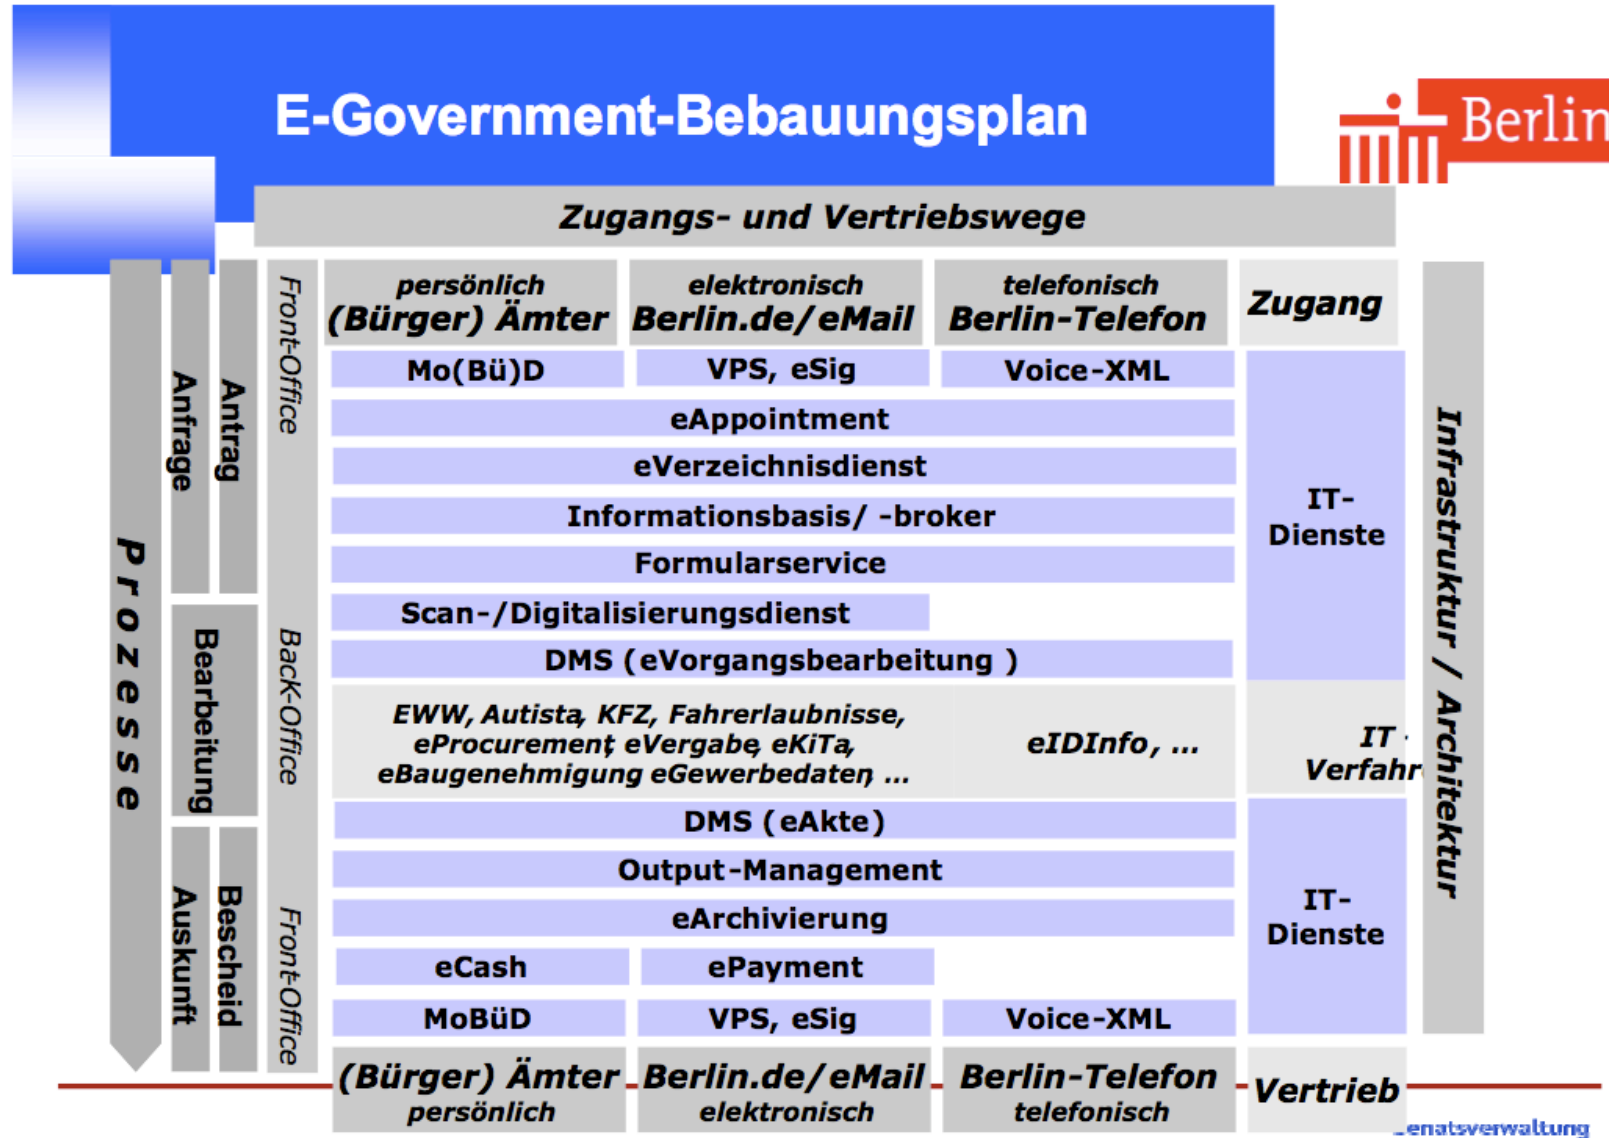 E-Government-Bebauungsplan
Berlin
Zugangs- und Vertriebswege
persönlich
(Bürger) Ämter
elektronisch
Berlin.de/eMail
telefonisch
Berlin-Telefon
Zugang
Prozesse
Anfrage
Antrag
Front-Office
Mo(Bü)D
VPS, eSig
Voice-XML
eAppointment
eVerzeichnisdienst
Informationsbasis/ -broker
Formularservice
IT-
Dienste
Infrastruktur / Architektur
Bearbeitung
BacK-Office
Scan-/Digitalisierungsdienst
DMS (eVorgangsbearbeitung )
EWW, Autista, KFZ, Fahrerlaubnisse,
eProcurement, eVergabe, eKiTa,
eBaugenehmigung eGewerbedaten, ...
eIDInfo, ...
IT -
Verfahr
Auskunft
Bescheid
Front-Office
DMS (eAkte)
Output-Management
eArchivierung
eCash
ePayment
MoBüD
VPS, eSig
Voice-XML
IT-
Dienste
(Bürger) Ämter
persönlich
Berlin.de/eMail
elektronisch
Berlin-Telefon
telefonisch
Vertrieb
enatsverwaltung